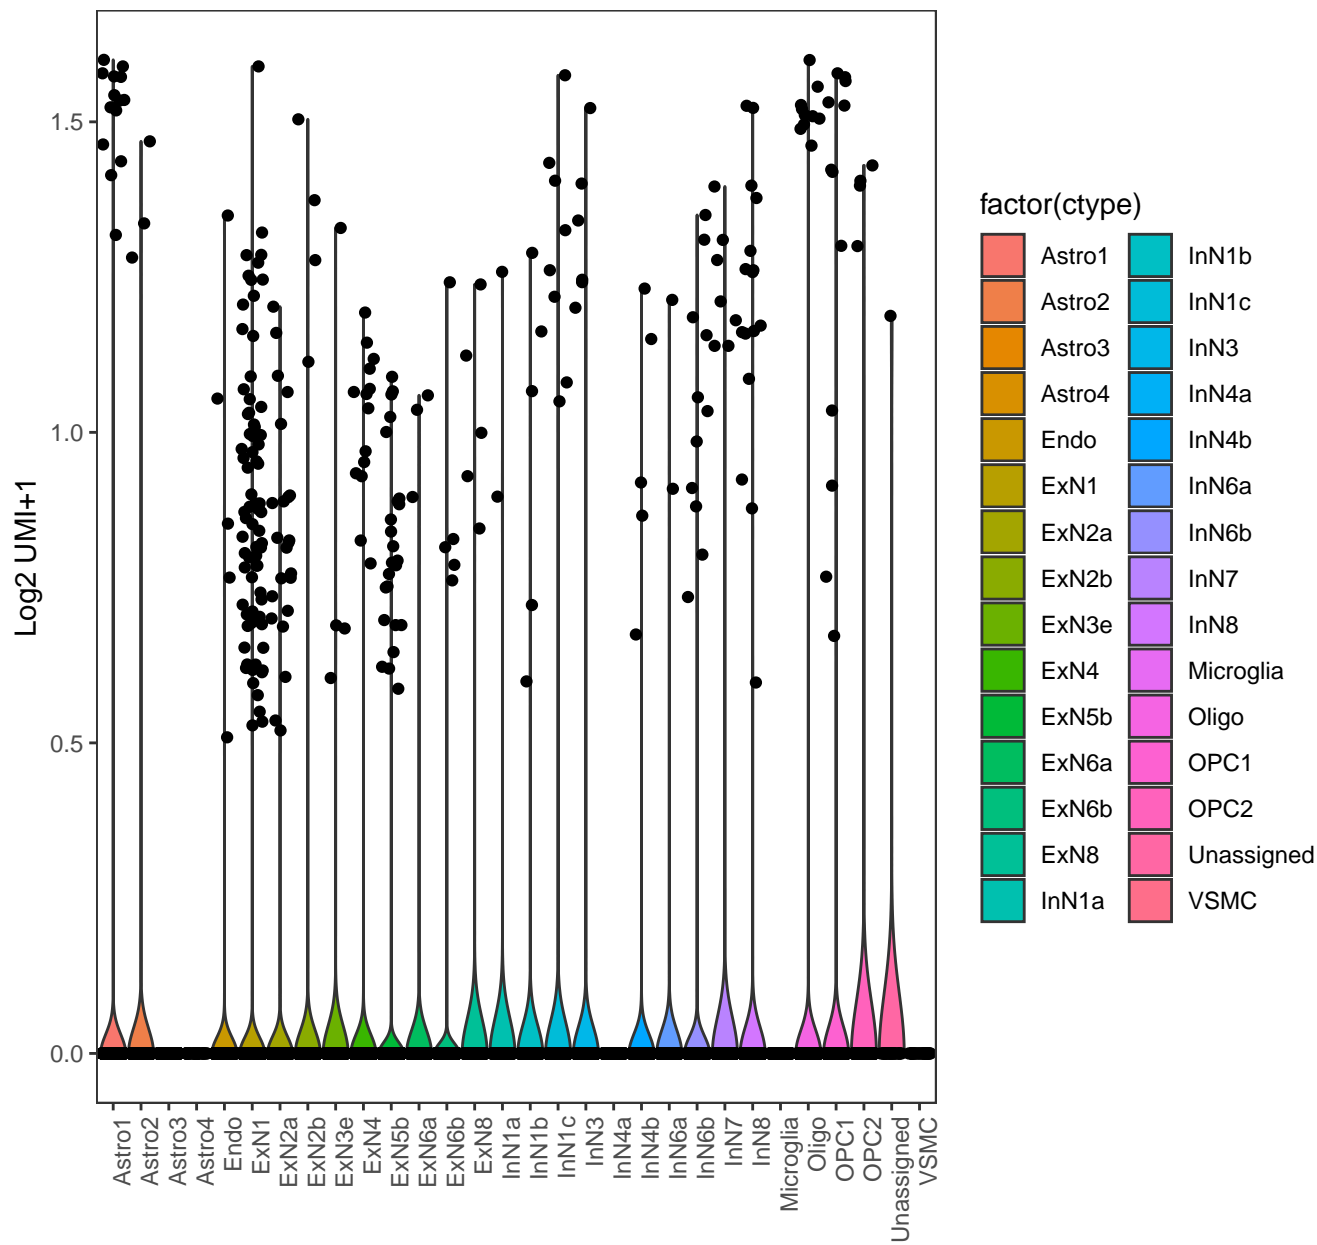 Log2 UMI+1
1.5
1.0
0.5
0.0
Astro1
Astro2
Astro3
Astro4
Endo
ExN1
ExN2a
ExN2b
ExN3e
ExN4
ExN5b
ExN6a
ExN6b
ExN8
InN1a
InN1b
InN1c
InN3
InN4a
InN4b
InN6a
InN6b
InN7
InN8
Microglia
Oligo
OPC1
OPC2
Unassigned
VSMC
factor(ctype)
Astro1
Astro2
Astro3
Astro4
Endo
ExN1
ExN2a
ExN2b
ExN3e
ExN4
ExN5b
ExN6a
ExN6b
ExN8
InN1a
InN1b
InN1c
InN3
InN4a
InN4b
InN6a
InN6b
InN7
InN8
Microglia
Oligo
OPC1
OPC2
Unassigned
VSMC